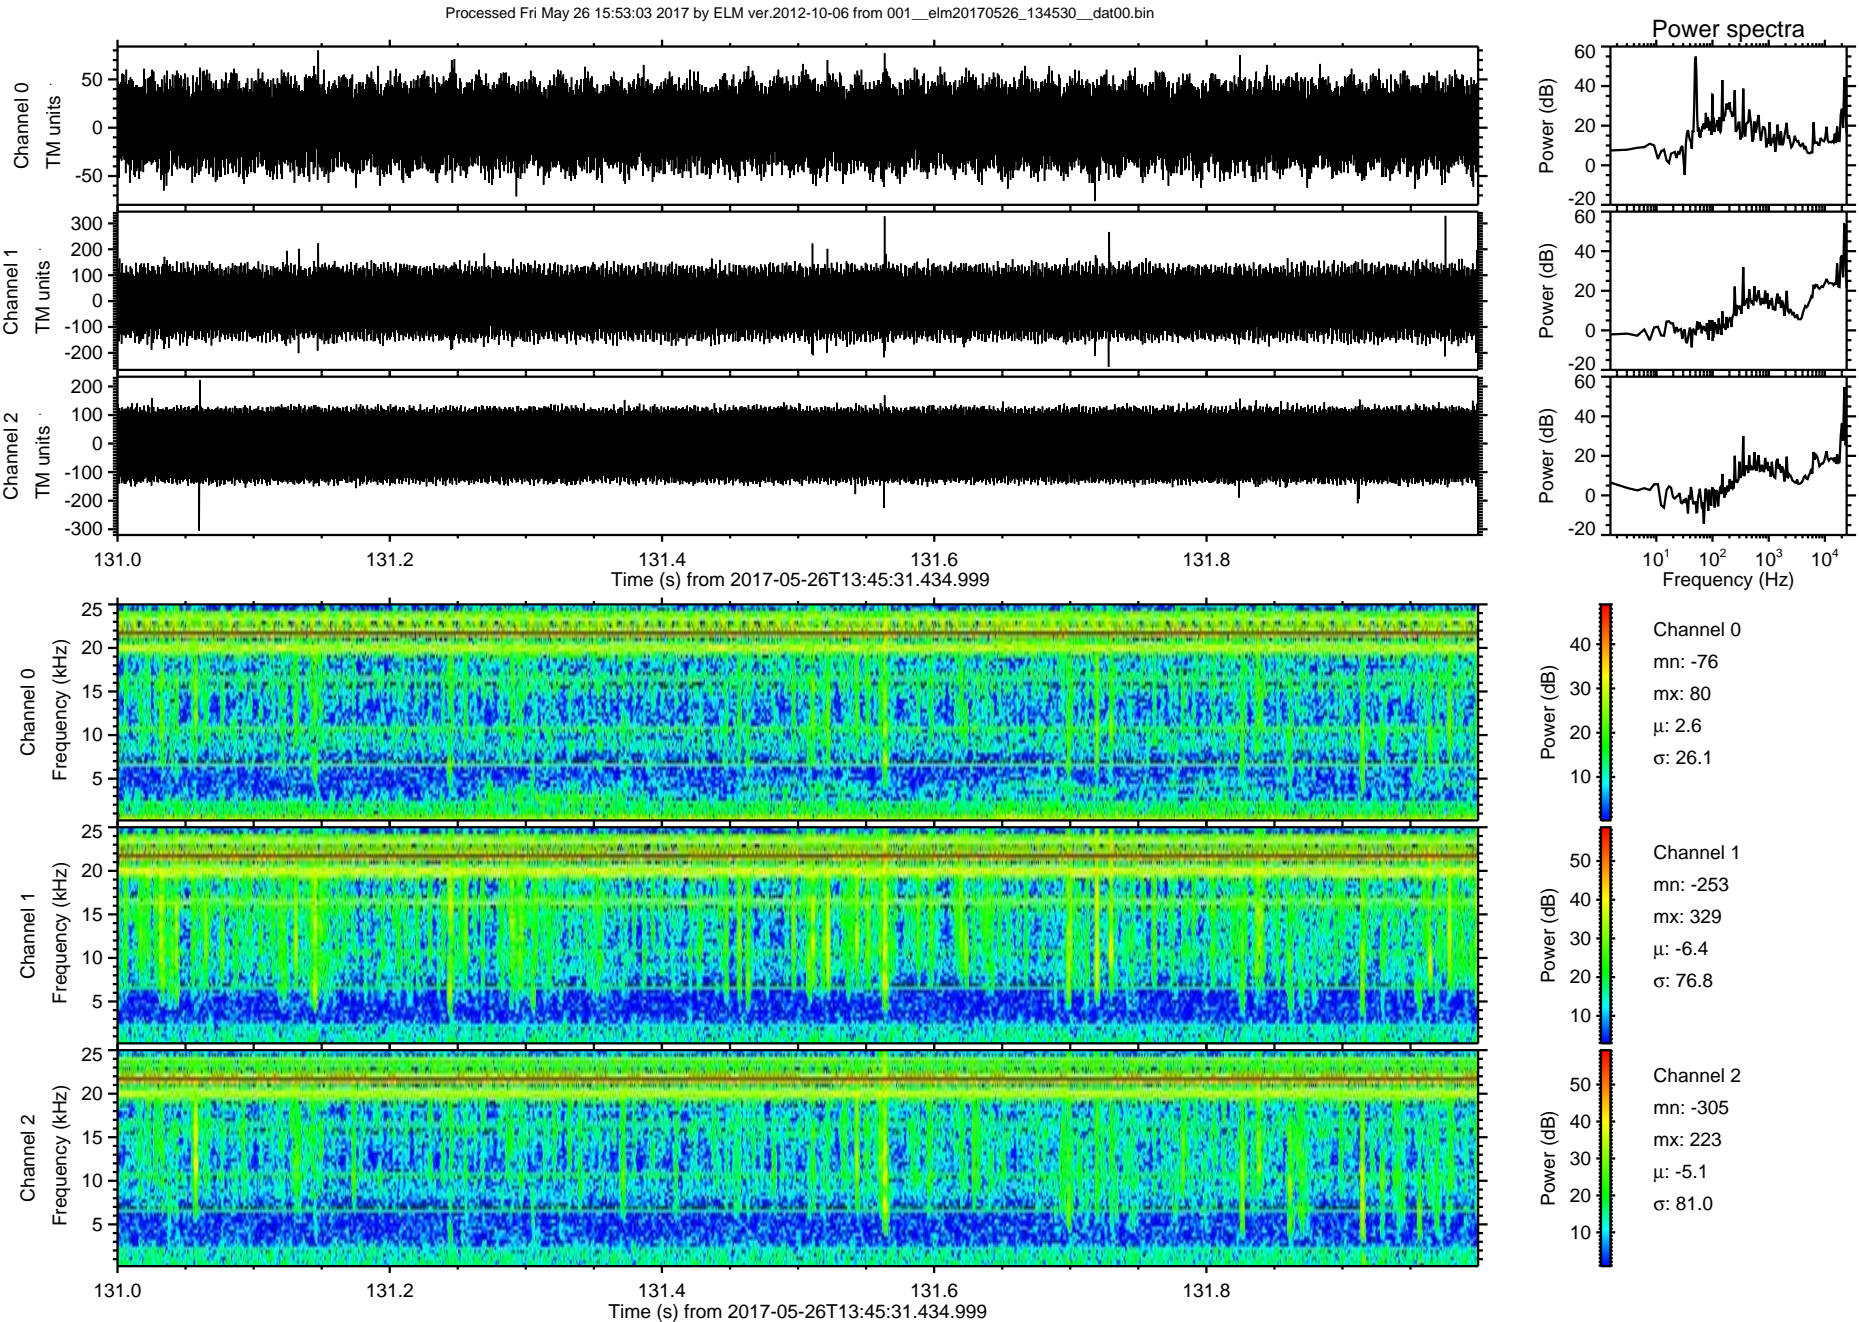 Processed Fri May 26 15:53:03 2017 by ELM ver.2012-10-06 from 001__elm20170526_134530__dat00.bin
Power spectra
Channel 0
TM units
50
0
-50
Power (dB)
60
40
20
0
-20
Channel 1
TM units
300
200
100
0
-100
-200
Power (dB)
60
40
20
0
-20
Channel 2
TM units
200
100
0
-100
-200
-300
Power (dB)
60
40
20
0
-20
131.0 131.2 131.4 131.6 131.8
Time (s) from 2017-05-26T13:45:31.434.999
10^1 10^2 10^3 10^4
Frequency (Hz)
Channel 0
Frequency (kHz)
25
20
15
10
5
Power (dB)
40
30
20
10
Channel 0
mn: -76
mx: 80
μ: 2.6
σ: 26.1
Channel 1
Frequency (kHz)
25
20
15
10
5
Power (dB)
50
40
30
20
10
Channel 1
mn: -253
mx: 329
μ: -6.4
σ: 76.8
Channel 2
Frequency (kHz)
25
20
15
10
5
Power (dB)
50
40
30
20
10
Channel 2
mn: -305
mx: 223
μ: -5.1
σ: 81.0
131.0 131.2 131.4 131.6 131.8
Time (s) from 2017-05-26T13:45:31.434.999